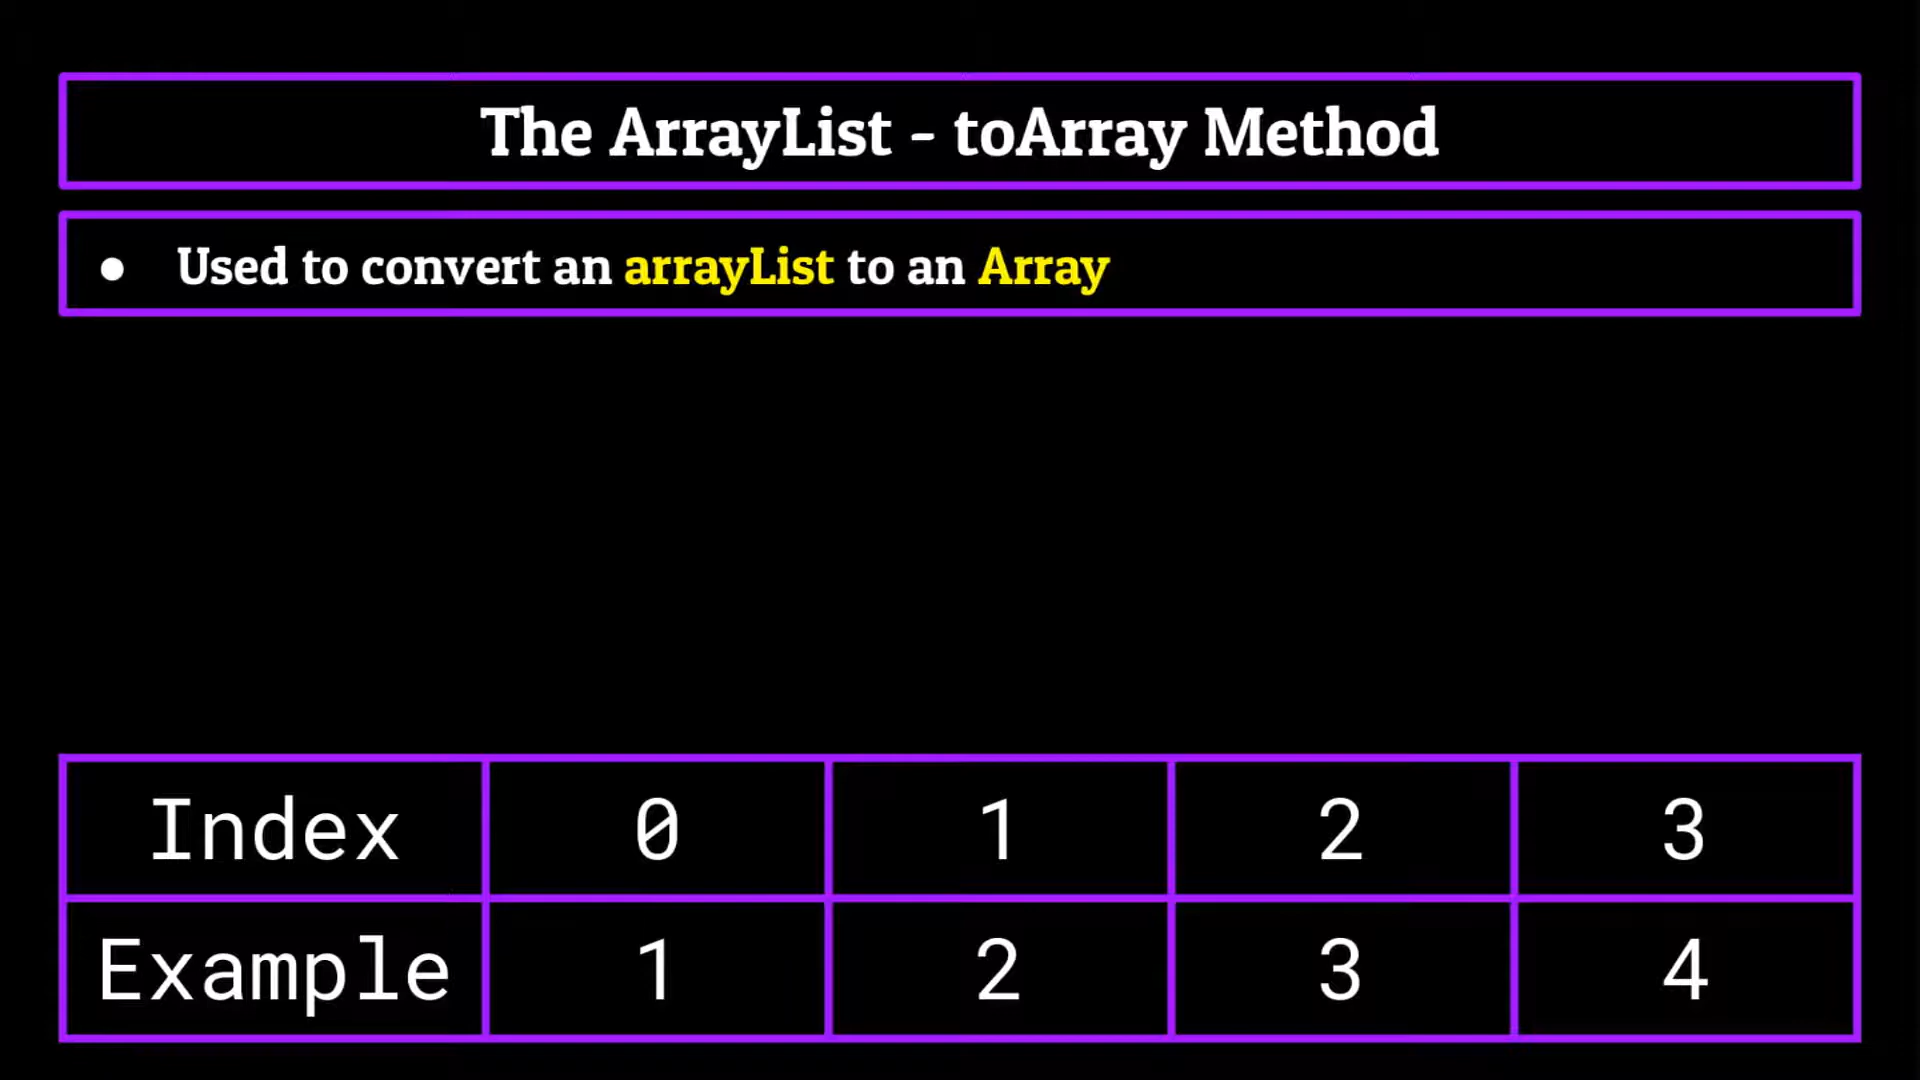 The ArrayList - toArray Method
● Used to convert an arrayList to an Array
Index 0 1 2 3
Example 1 2 3 4